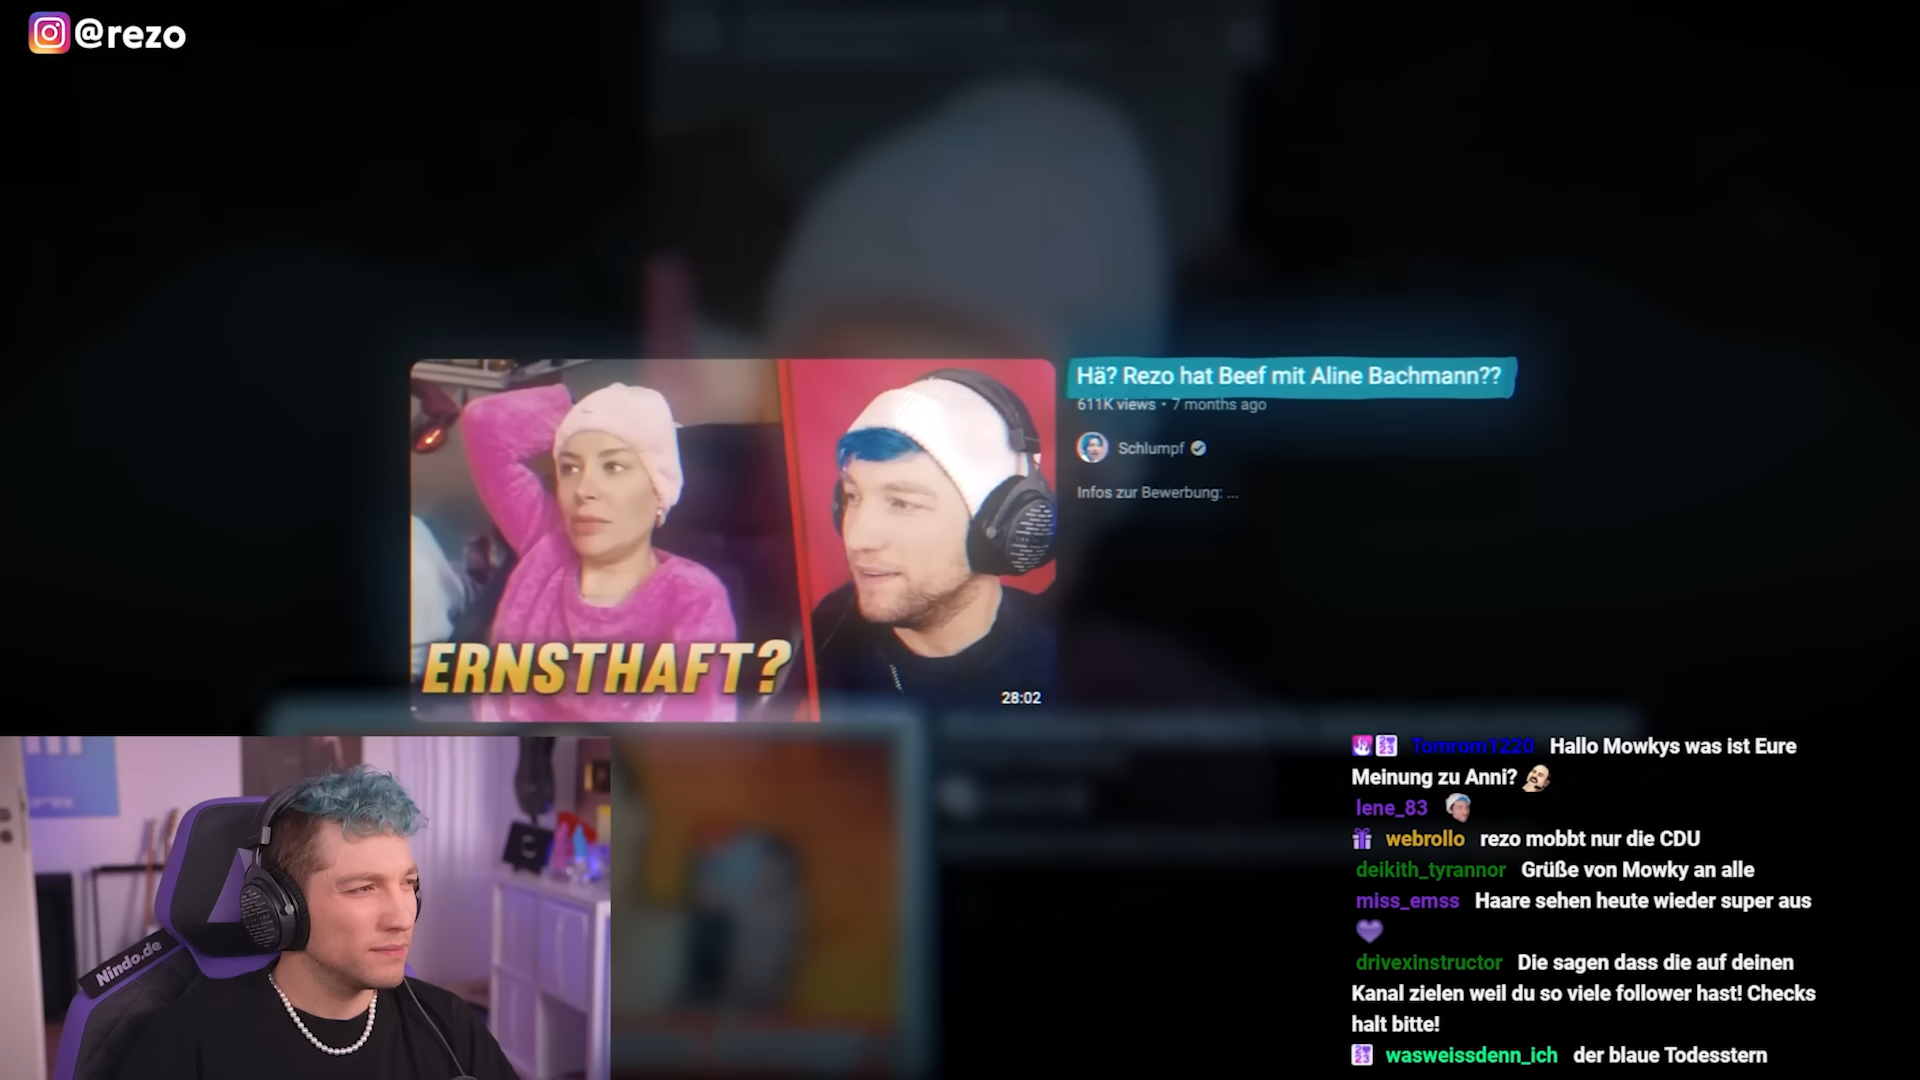 @rezo
Hä? Rezo hat Beef mit Aline Bachmann??
611K views • 7 months ago
Schlumpf
Infos zur Bewerbung: ...
ERNSTHAFT?
28:02
Nindo.de
Tomrom1220 Hallo Mowkys was ist Eure
Meinung zu Anni?
lene_83
webrollo rezo mobbt nur die CDU
deikith_tyrannor Grüße von Mowky an alle
miss_emss Haare sehen heute wieder super aus
drivexinstructor Die sagen dass die auf deinen
Kanal zielen weil du so viele follower hast! Checks
halt bitte!
wasweissdenn_ich der blaue Todesstern